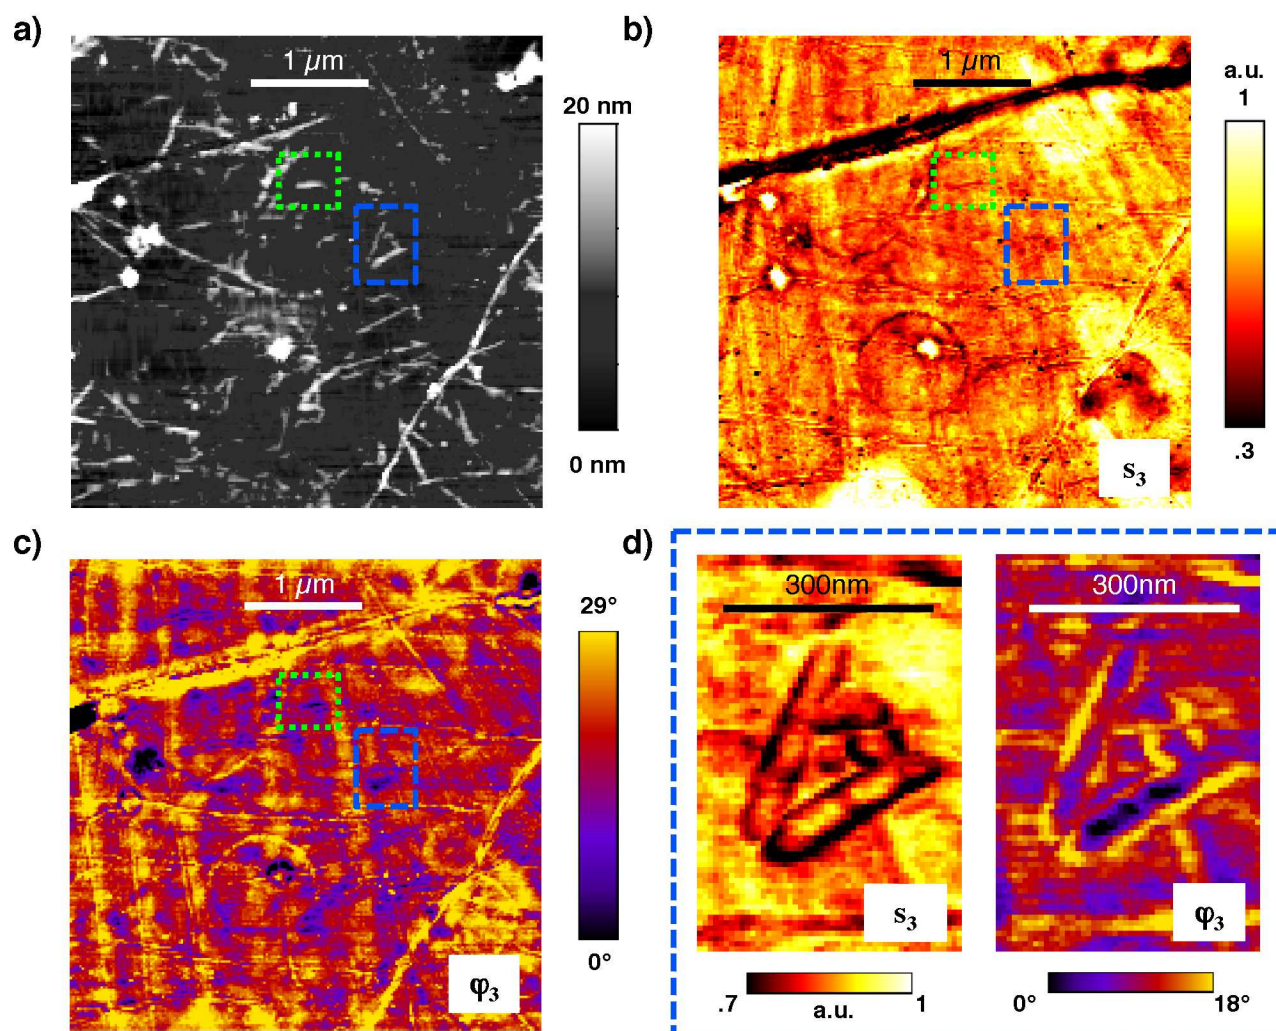 a)
1 µm
20 nm
0 nm
b)
1 µm
a.u.
1
.3
s3
c)
1 µm
29°
0°
φ3
d)
300nm
300nm
s3
φ3
.7
a.u.
1
0°
18°